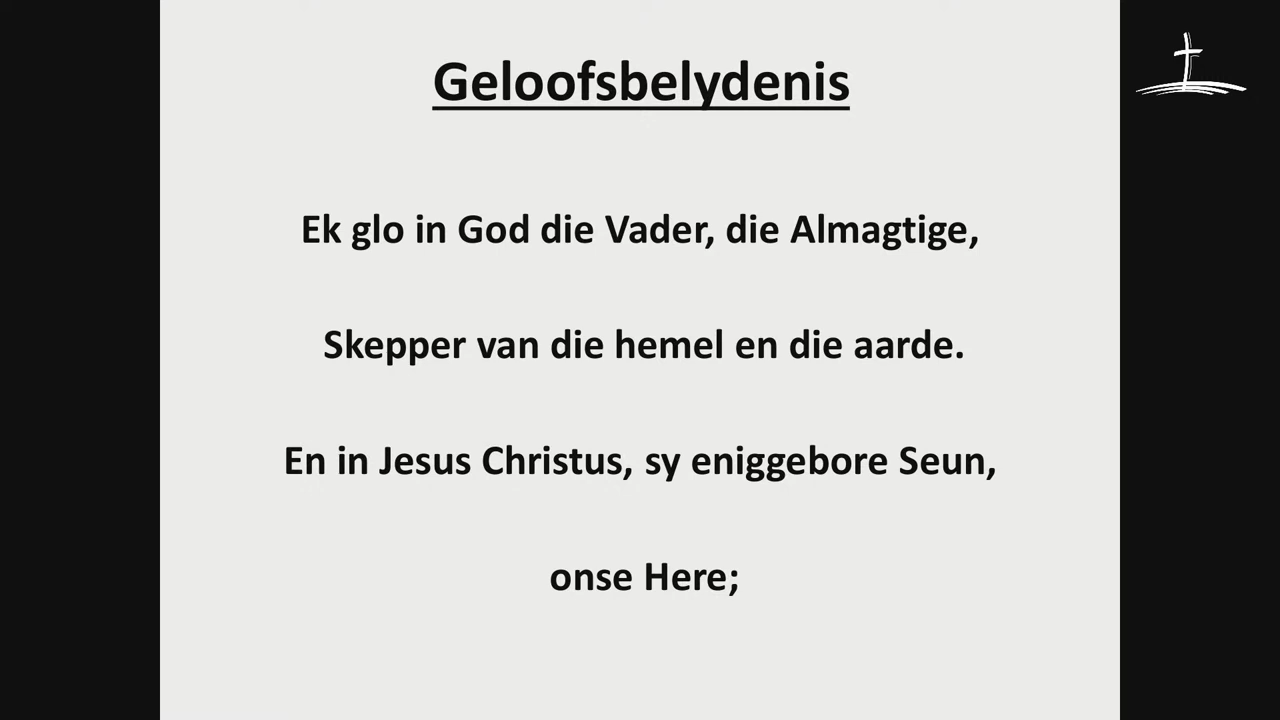 Geloofsbelydenis
Ek glo in God die Vader, die Almagtige,
Skepper van die hemel en die aarde.
En in Jesus Christus, sy eniggebore Seun,
onse Here;